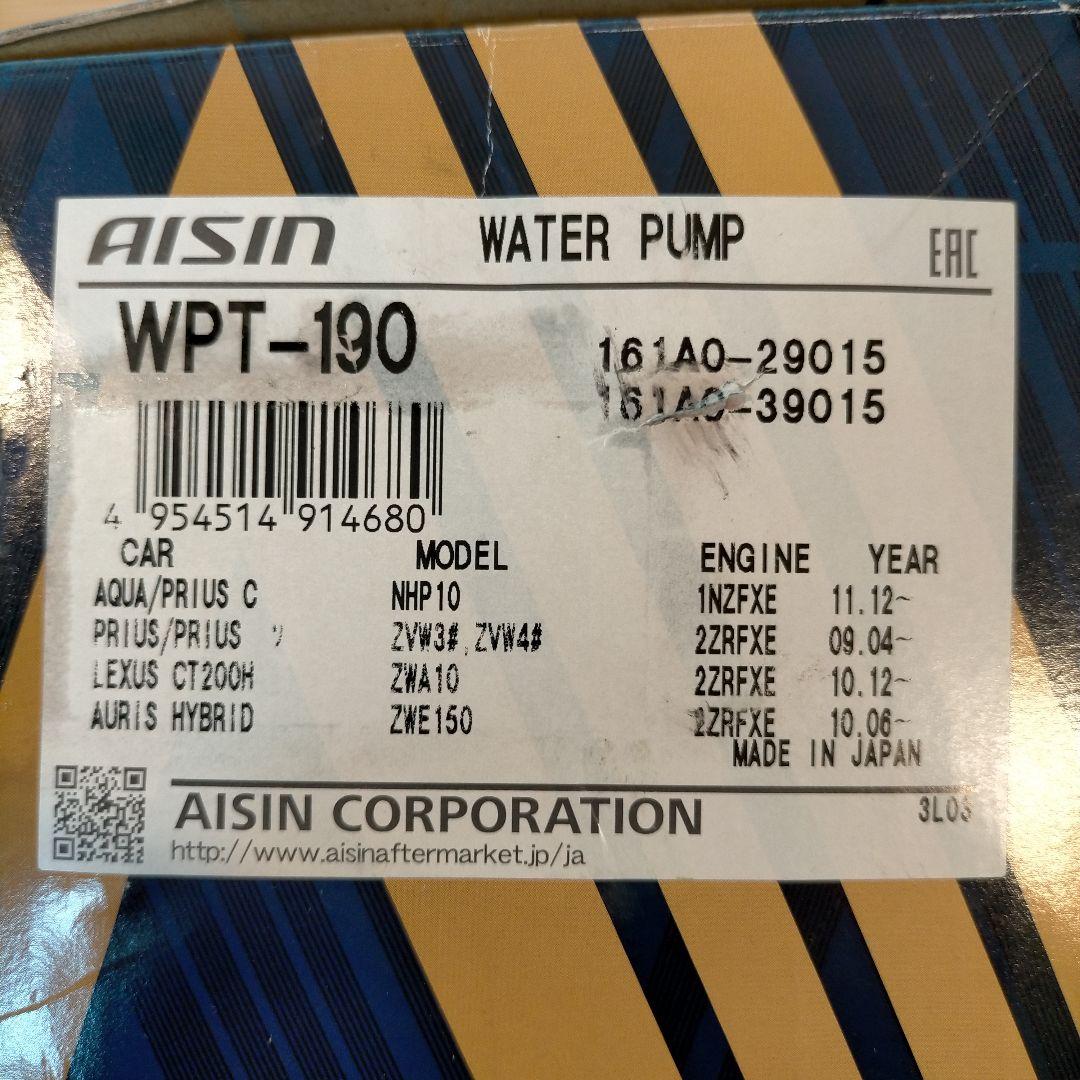 AISIN WATER PUMP EAC
WPT-190
161A0-29015
161A0-39015
4 954514 914680
CAR MODEL ENGINE YEAR
AQUA/PRIUS C NHP10 1NZFXE 11.12~
PRIUS/PRIUS ZVW3#,ZVW4# 2ZRFXE 09.04~
LEXUS CT200H ZWA10 2ZRFXE 10.12~
AURIS HYBRID ZWE150 2ZRFXE 10.06~
MADE IN JAPAN
AISIN CORPORATION
http://www.aisinaftermarket.jp/ja